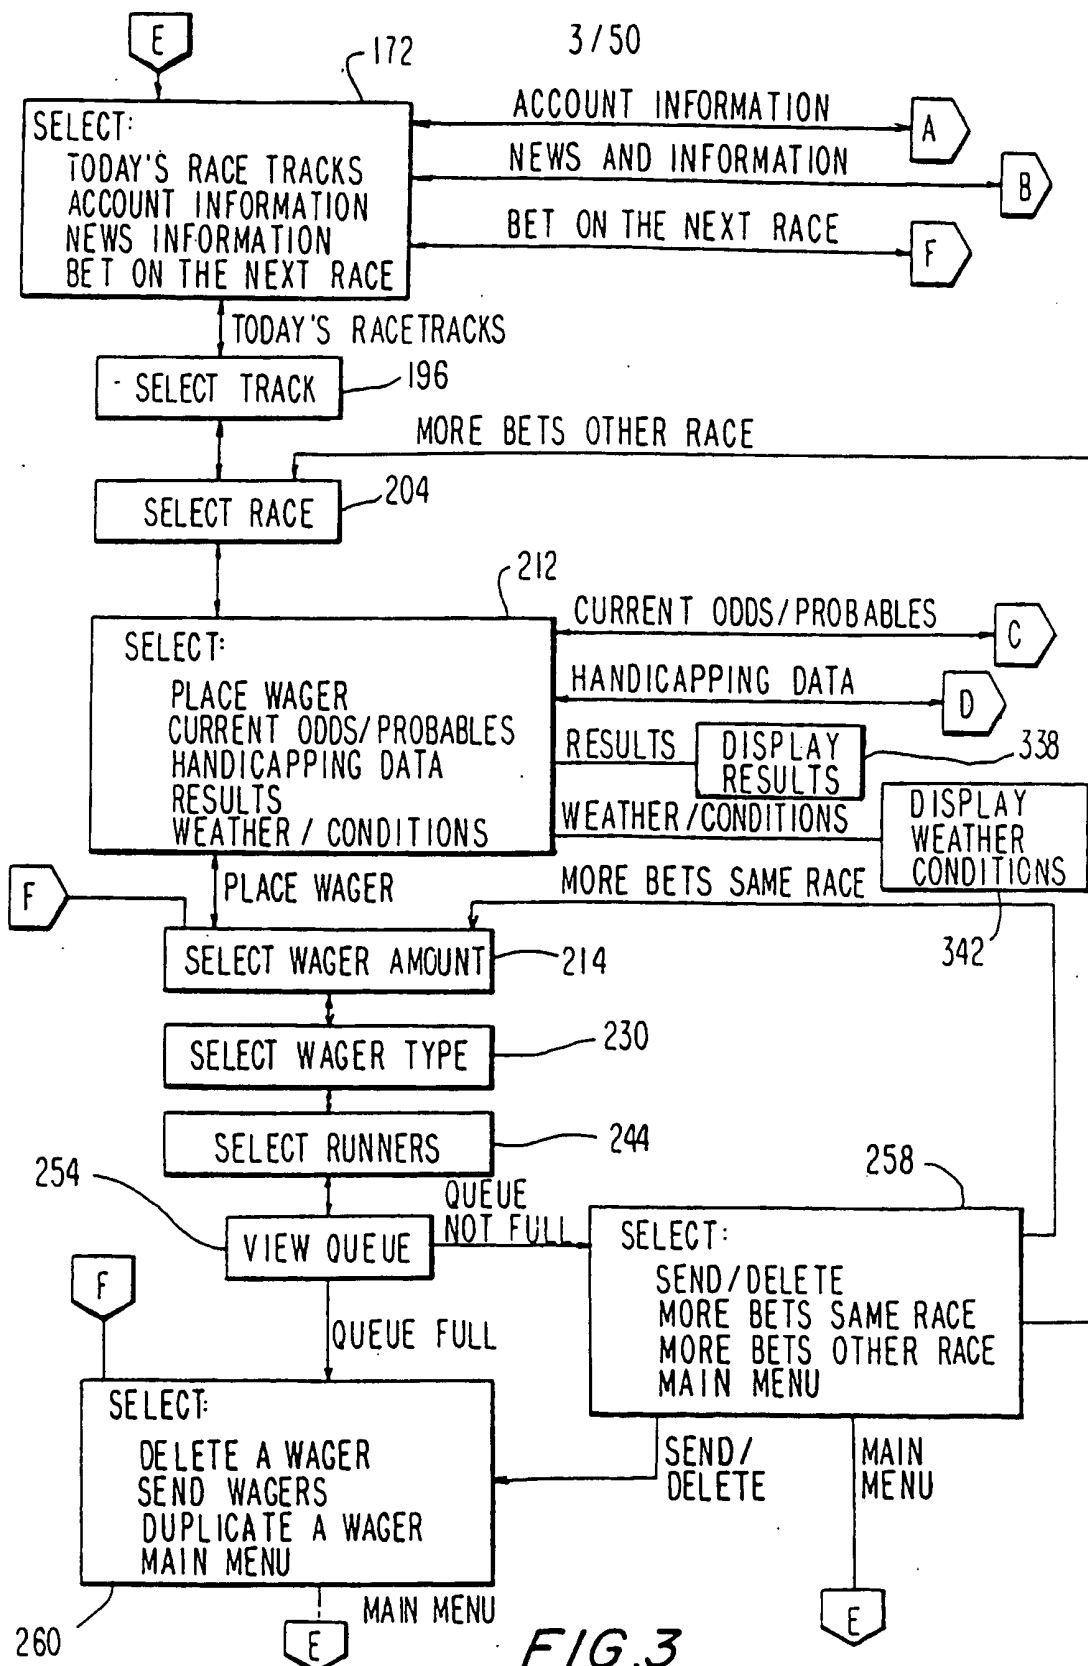 E
3/50
172
SELECT:
TODAY'S RACE TRACKS
ACCOUNT INFORMATION
NEWS INFORMATION
BET ON THE NEXT RACE
ACCOUNT INFORMATION
A
NEWS AND INFORMATION
B
BET ON THE NEXT RACE
F
TODAY'S RACETRACKS
SELECT TRACK
196
MORE BETS OTHER RACE
SELECT RACE
204
212
SELECT:
PLACE WAGER
CURRENT ODDS/PROBABLES
HANDICAPPING DATA
RESULTS
WEATHER/CONDITIONS
CURRENT ODDS/PROBABLES
C
HANDICAPPING DATA
D
RESULTS
DISPLAY
RESULTS
338
WEATHER/CONDITIONS
DISPLAY
WEATHER
CONDITIONS
342
F
PLACE WAGER
MORE BETS SAME RACE
SELECT WAGER AMOUNT
214
SELECT WAGER TYPE
230
SELECT RUNNERS
244
254
VIEW QUEUE
QUEUE
NOT FULL
258
SELECT:
SEND/DELETE
MORE BETS SAME RACE
MORE BETS OTHER RACE
MAIN MENU
F
QUEUE FULL
SELECT:
DELETE A WAGER
SEND WAGERS
DUPLICATE A WAGER
MAIN MENU
SEND/
DELETE
MAIN
MENU
260
MAIN MENU
E
E
FIG.3